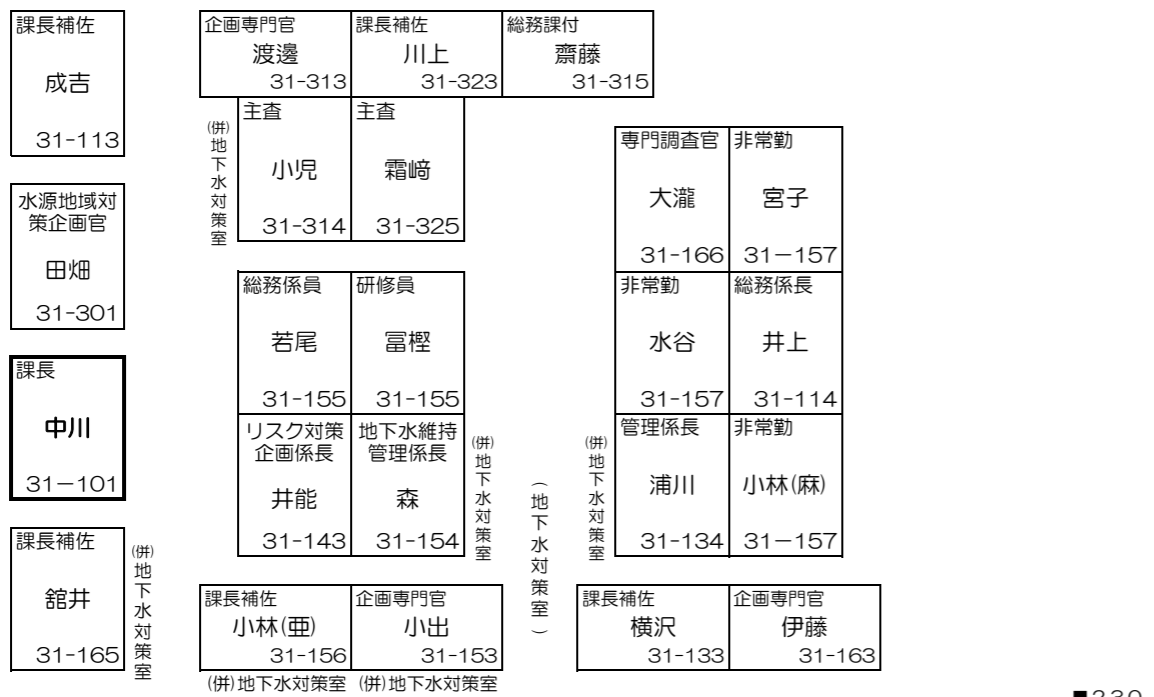 課長補佐
成吉
31-113
水源地域対
策企画官
田畑
31-301
課長
中川
31－101
課長補佐
舘井
31-165
(併)地下水対策室
企画専門官
渡邊
31-313
課長補佐
川上
31-323
総務課付
齋藤
31-315
(併)地下水対策室
主査
小児
31-314
主査
霜﨑
31-325
総務係員
若尾
31-155
研修員
冨樫
31-155
リスク対策
企画係長
井能
31-143
地下水維持
管理係長
森
31-154
(併)地下水対策室
課長補佐
小林(亜)
31-156
(併)地下水対策室
企画専門官
小出
31-153
(併)地下水対策室
（地下水対策室）
専門調査官
大瀧
31-166
非常勤
宮子
31－157
非常勤
水谷
31-157
総務係長
井上
31-114
(併)地下水対策室
管理係長
浦川
31-134
非常勤
小林(麻)
31－157
課長補佐
横沢
31-133
企画専門官
伊藤
31-163